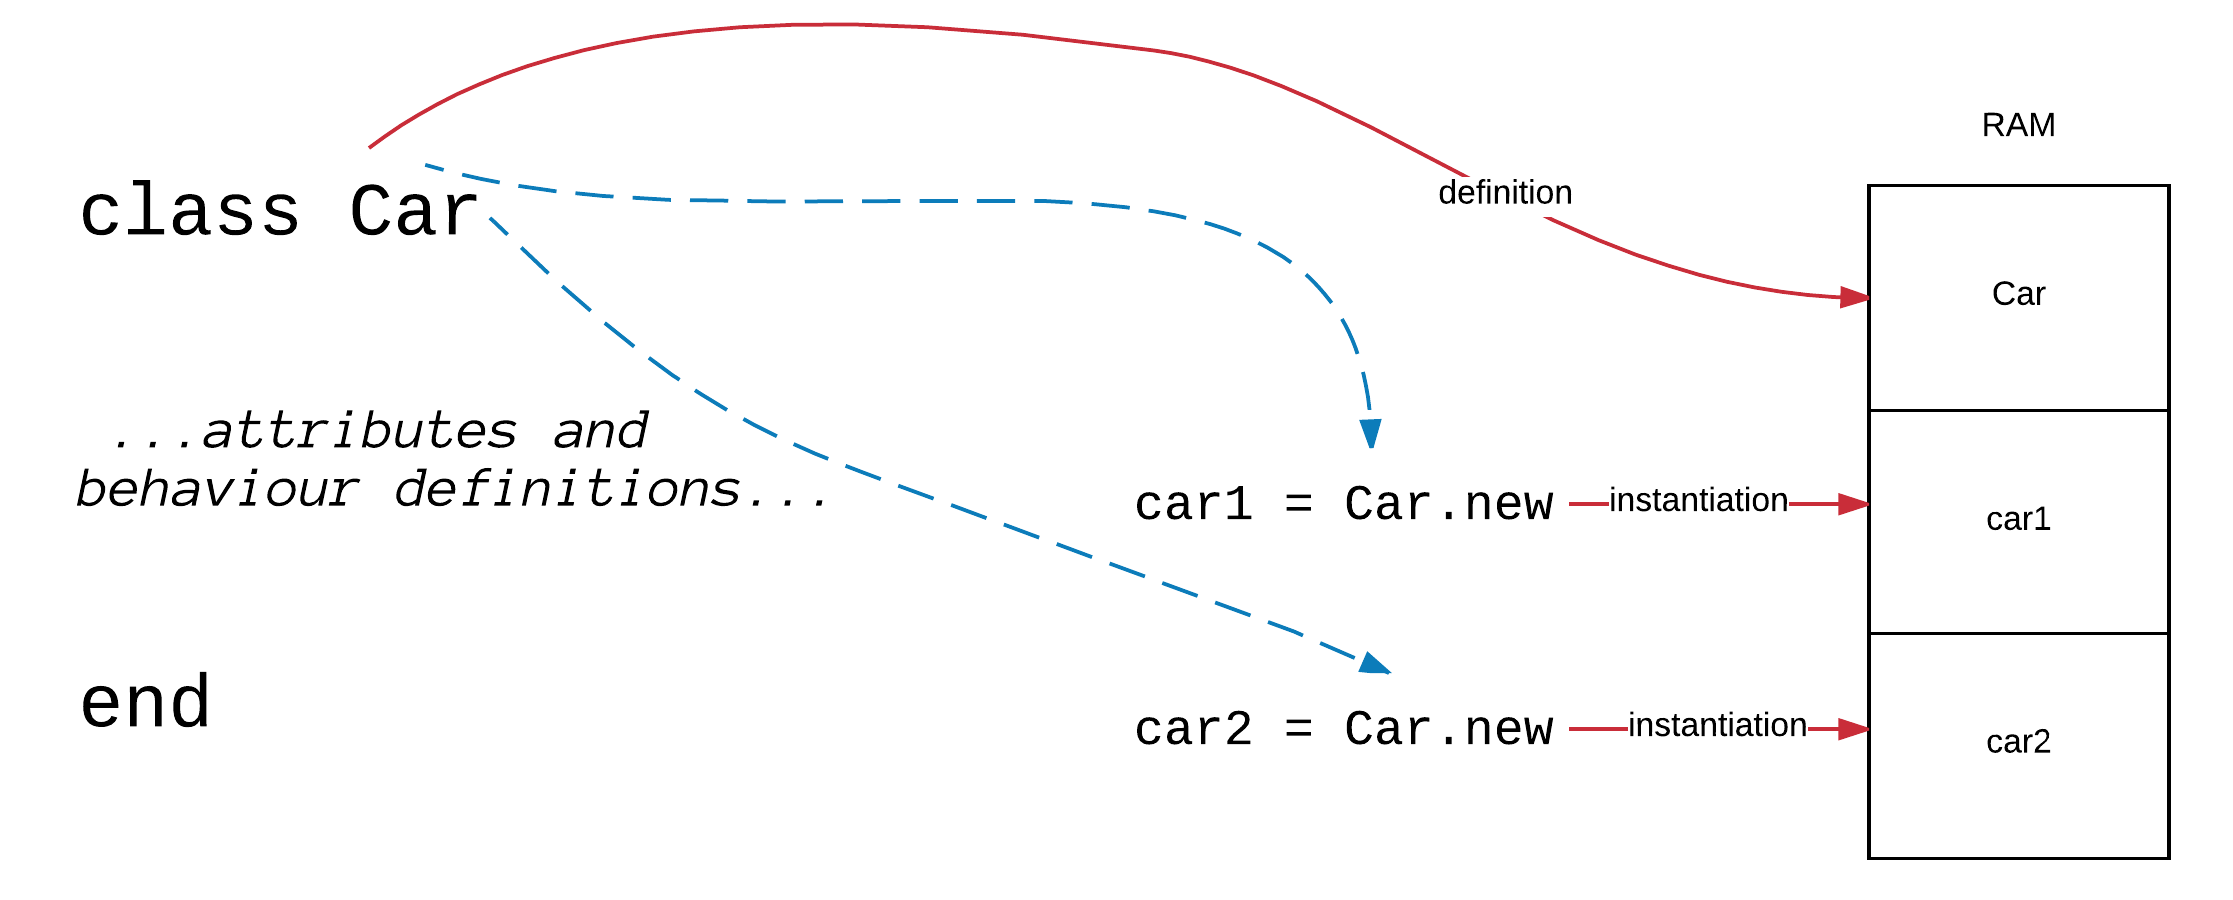 RAM
definition
class Car
Car
...attributes and
behaviour definitions...
car1 = Car.new
instantiation
car1
end
car2 = Car.new
instantiation
car2